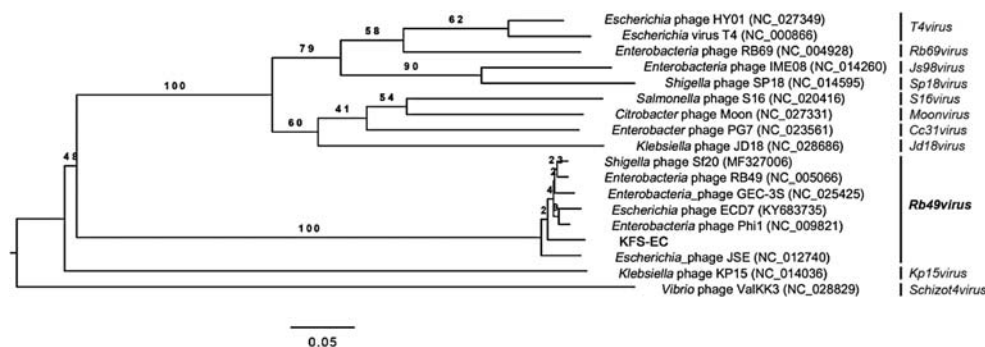 Escherichia phage HY01 (NC_027349)
62
Escherichia virus T4 (NC_000866)
T4virus
58
Enterobacteria phage RB69 (NC_004928)
Rb69virus
79
Enterobacteria phage IME08 (NC_014260)
Js98virus
90
Shigella phage SP18 (NC_014595)
Sp18virus
100
Salmonella phage S16 (NC_020416)
S16virus
54
Citrobacter phage Moon (NC_027331)
Moonvirus
41
Enterobacter phage PG7 (NC_023561)
Cc31virus
60
Klebsiella phage JD18 (NC_028686)
Jd18virus
48
Shigella phage Sf20 (MF327006)
23
Enterobacteria phage RB49 (NC_005066)
2
Enterobacteria_phage GEC-3S (NC_025425)
4
Escherichia phage ECD7 (KY683735)
Rb49virus
2
Enterobacteria phage Phi1 (NC_009821)
100
KFS-EC
Escherichia_phage JSE (NC_012740)
Klebsiella phage KP15 (NC_014036)
Kp15virus
Vibrio phage ValKK3 (NC_028829)
Schizot4virus
0.05